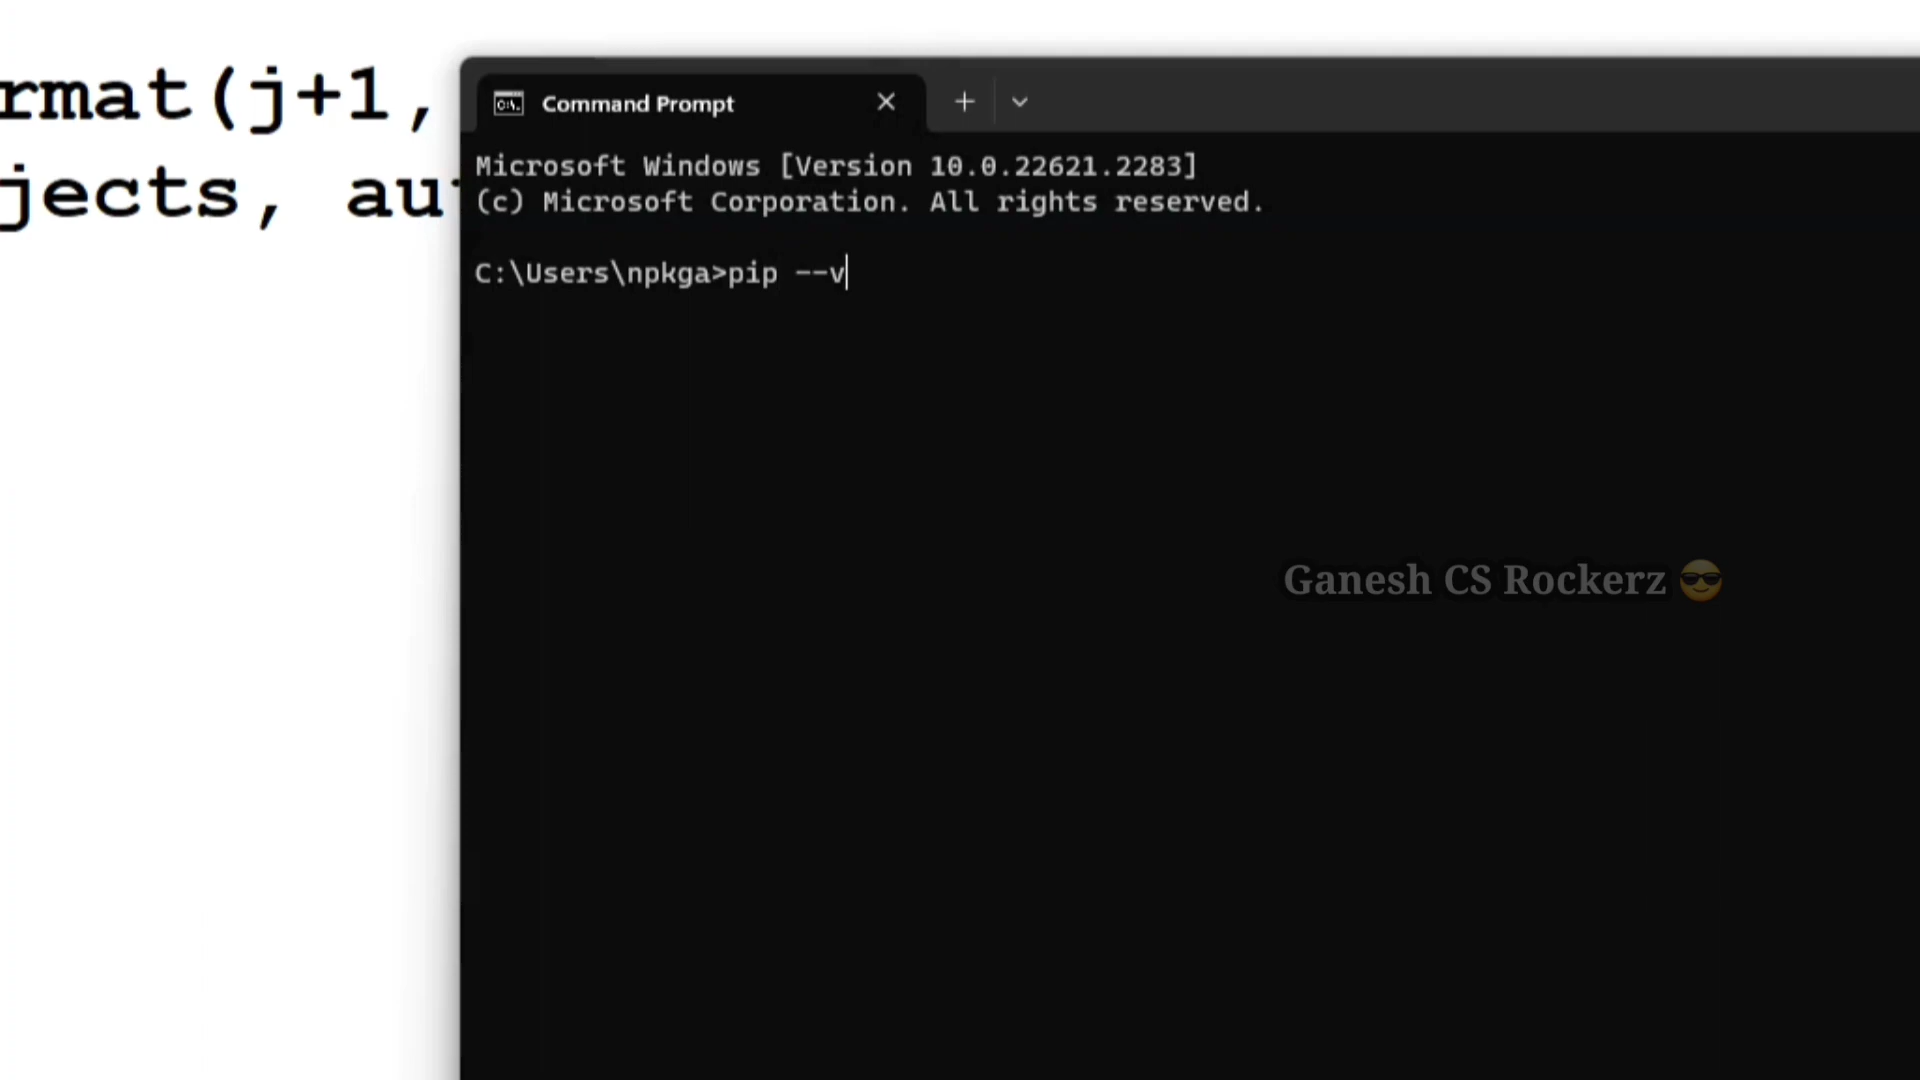 rmat(j+1,
jects, au
Command Prompt
Microsoft Windows [Version 10.0.22621.2283]
(c) Microsoft Corporation. All rights reserved.
C:\Users\npkga>pip --v
Ganesh CS Rockerz 😎